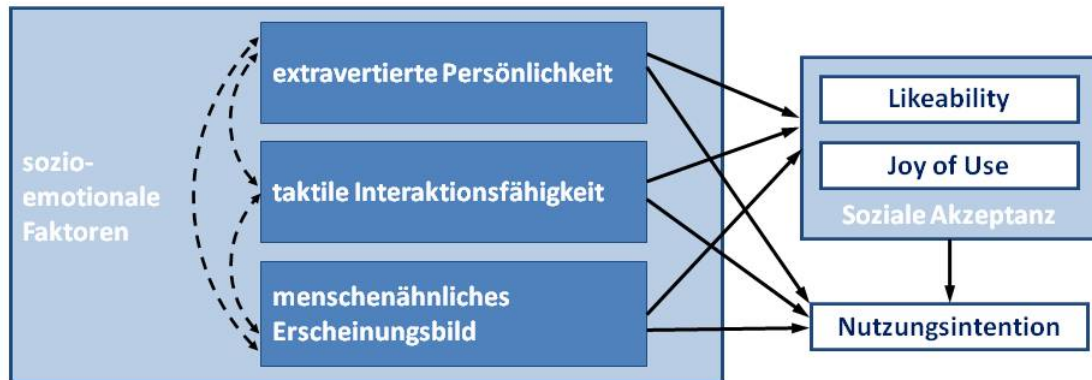 sozio-
emotionale
Faktoren
extravertierte Persönlichkeit
taktile Interaktionsfähigkeit
menschenähnliches
Erscheinungsbild
Likeability
Joy of Use
Soziale Akzeptanz
Nutzungsintention